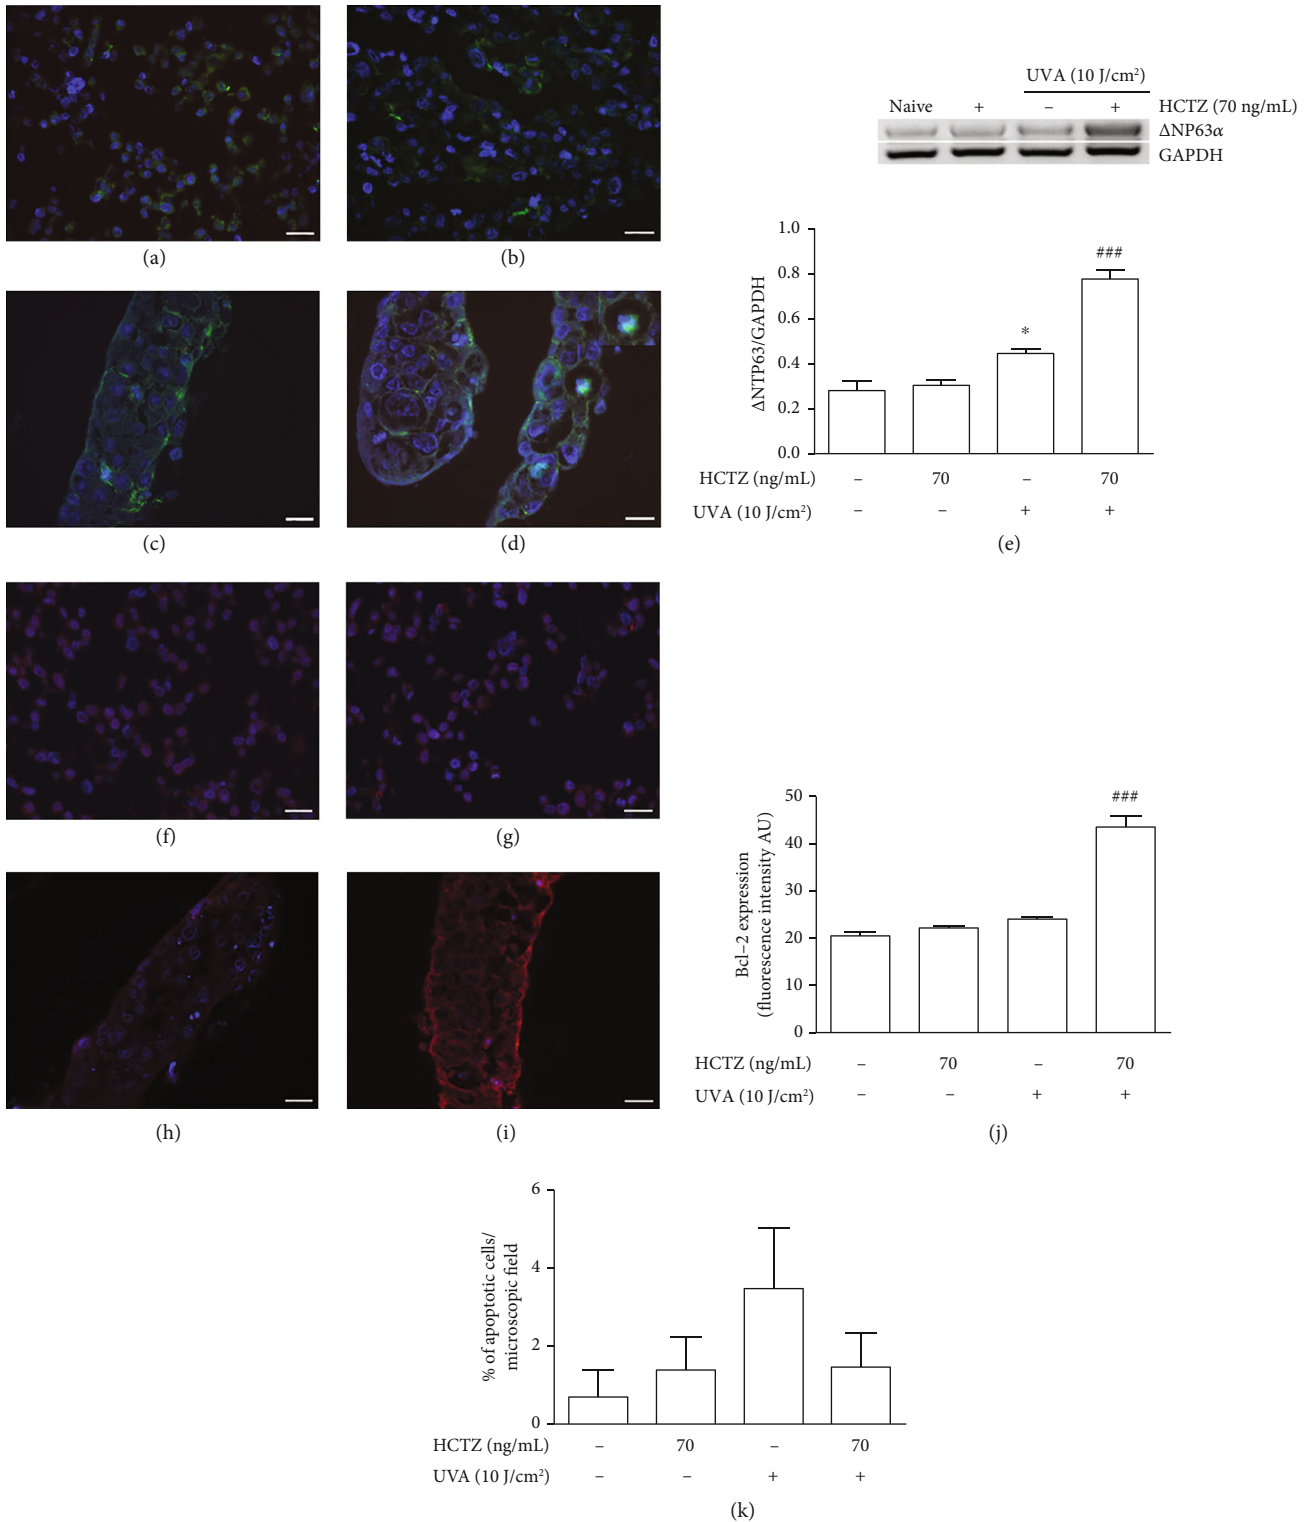 (a)
(b)
UVA (10 J/cm²)
Naive + − + HCTZ (70 ng/mL)
ΔNP63α
GAPDH
(c)
(d)
ΔNTP63/GAPDH
1.0
0.8
0.6
0.4
0.2
0.0
*
###
HCTZ (ng/mL) − 70 − 70
UVA (10 J/cm²) − − + +
(e)
(f)
(g)
(h)
(i)
Bcl−2 expression
(fluorescence intensity AU)
50
40
30
20
10
0
###
HCTZ (ng/mL) − 70 − 70
UVA (10 J/cm²) − − + +
(j)
% of apoptotic cells/
microscopic field
6
4
2
0
HCTZ (ng/mL) − 70 − 70
UVA (10 J/cm²) − − + +
(k)